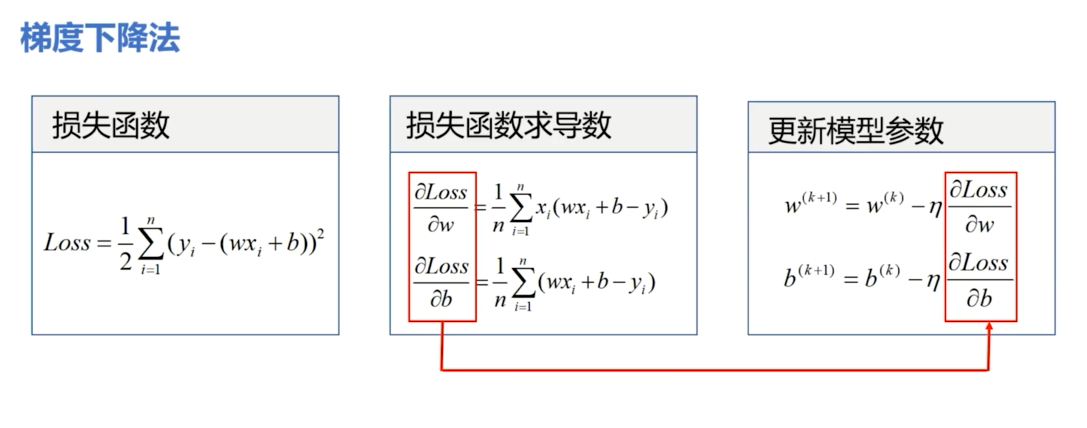 梯度下降法
损失函数
Loss = \frac{1}{2}\sum_{i=1}^{n}(y_i-(wx_i+b))^2
损失函数求导数
\frac{\partial Loss}{\partial w} = \frac{1}{n}\sum_{i=1}^{n}x_i(wx_i+b-y_i)
\frac{\partial Loss}{\partial b} = \frac{1}{n}\sum_{i=1}^{n}(wx_i+b-y_i)
更新模型参数
w^{(k+1)} = w^{(k)}-\eta\frac{\partial Loss}{\partial w}
b^{(k+1)} = b^{(k)}-\eta\frac{\partial Loss}{\partial b}